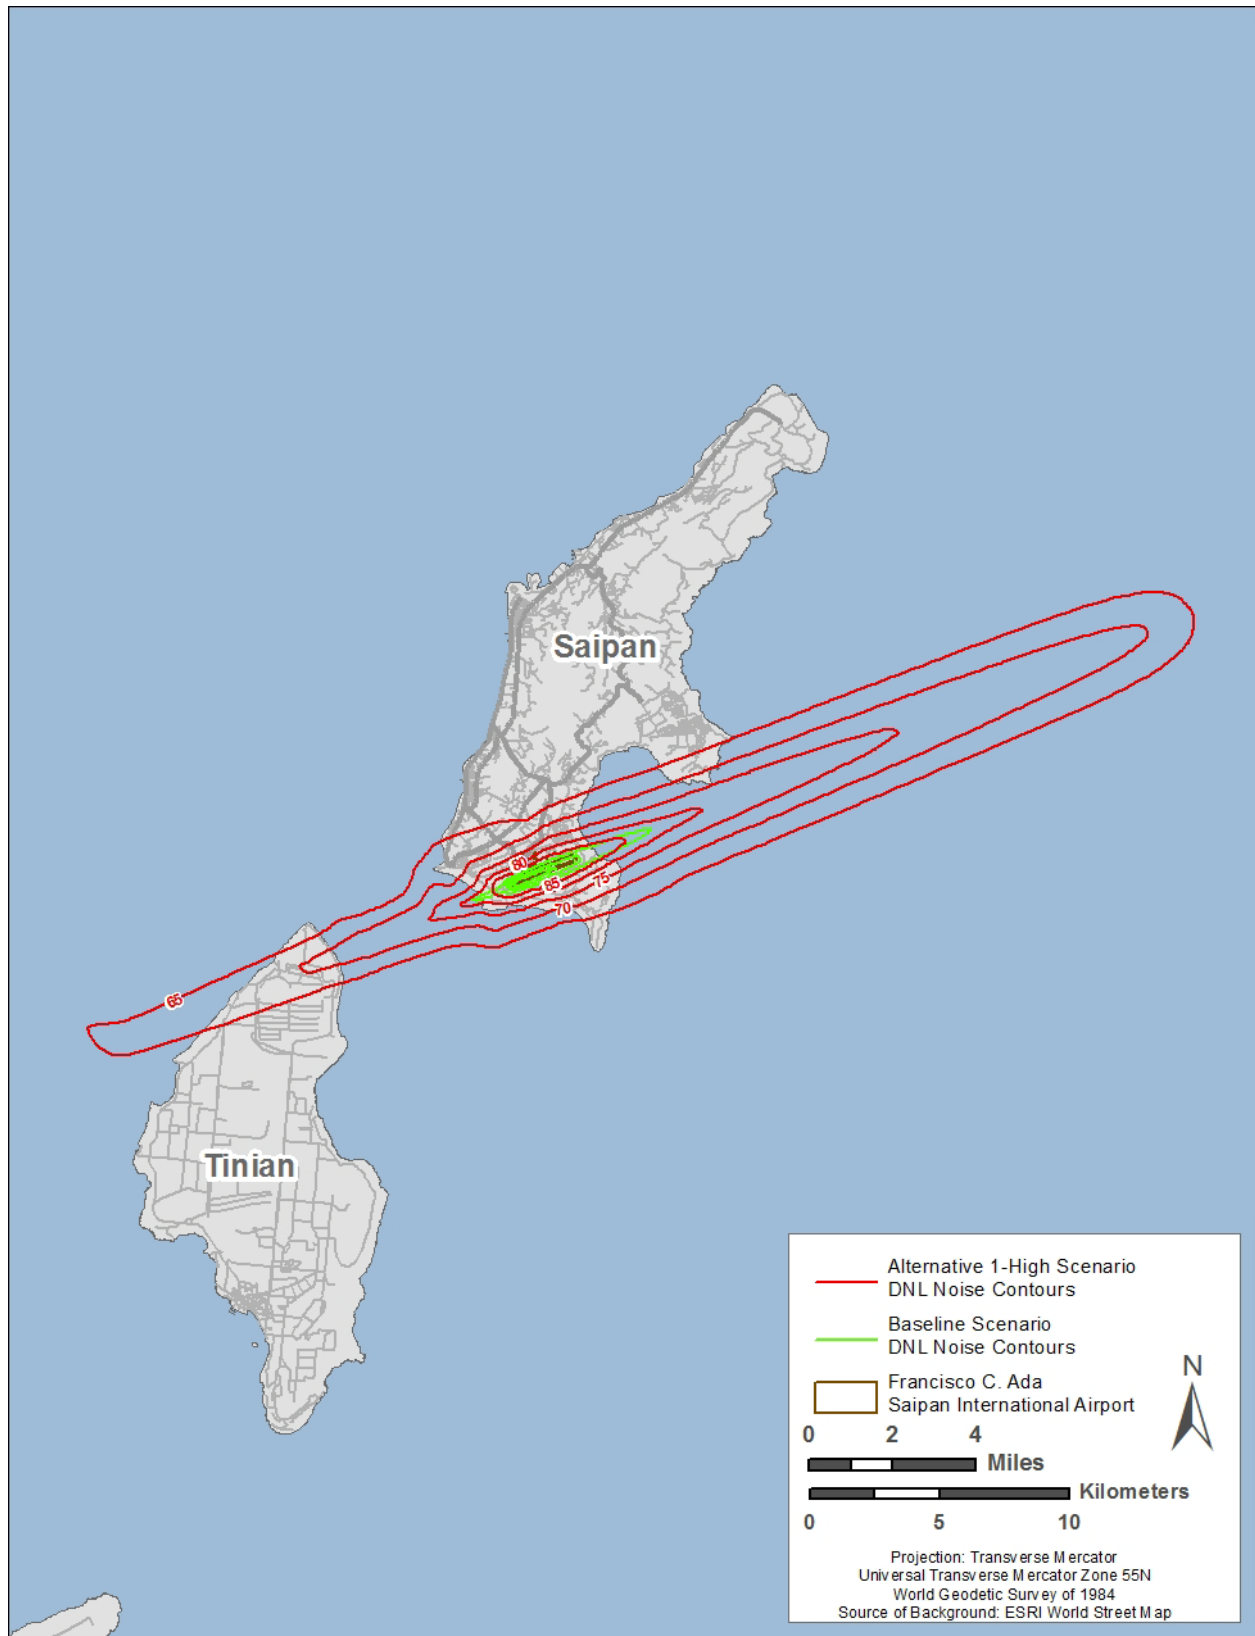 Saipan
80
85
75
70
65
Tinian
Alternative 1-High Scenario
DNL Noise Contours
Baseline Scenario
DNL Noise Contours
Francisco C. Ada
Saipan International Airport
N
0 2 4
Miles
Kilometers
0 5 10
Projection: Transverse Mercator
Universal Transverse Mercator Zone 55N
World Geodetic Survey of 1984
Source of Background: ESRI World Street Map